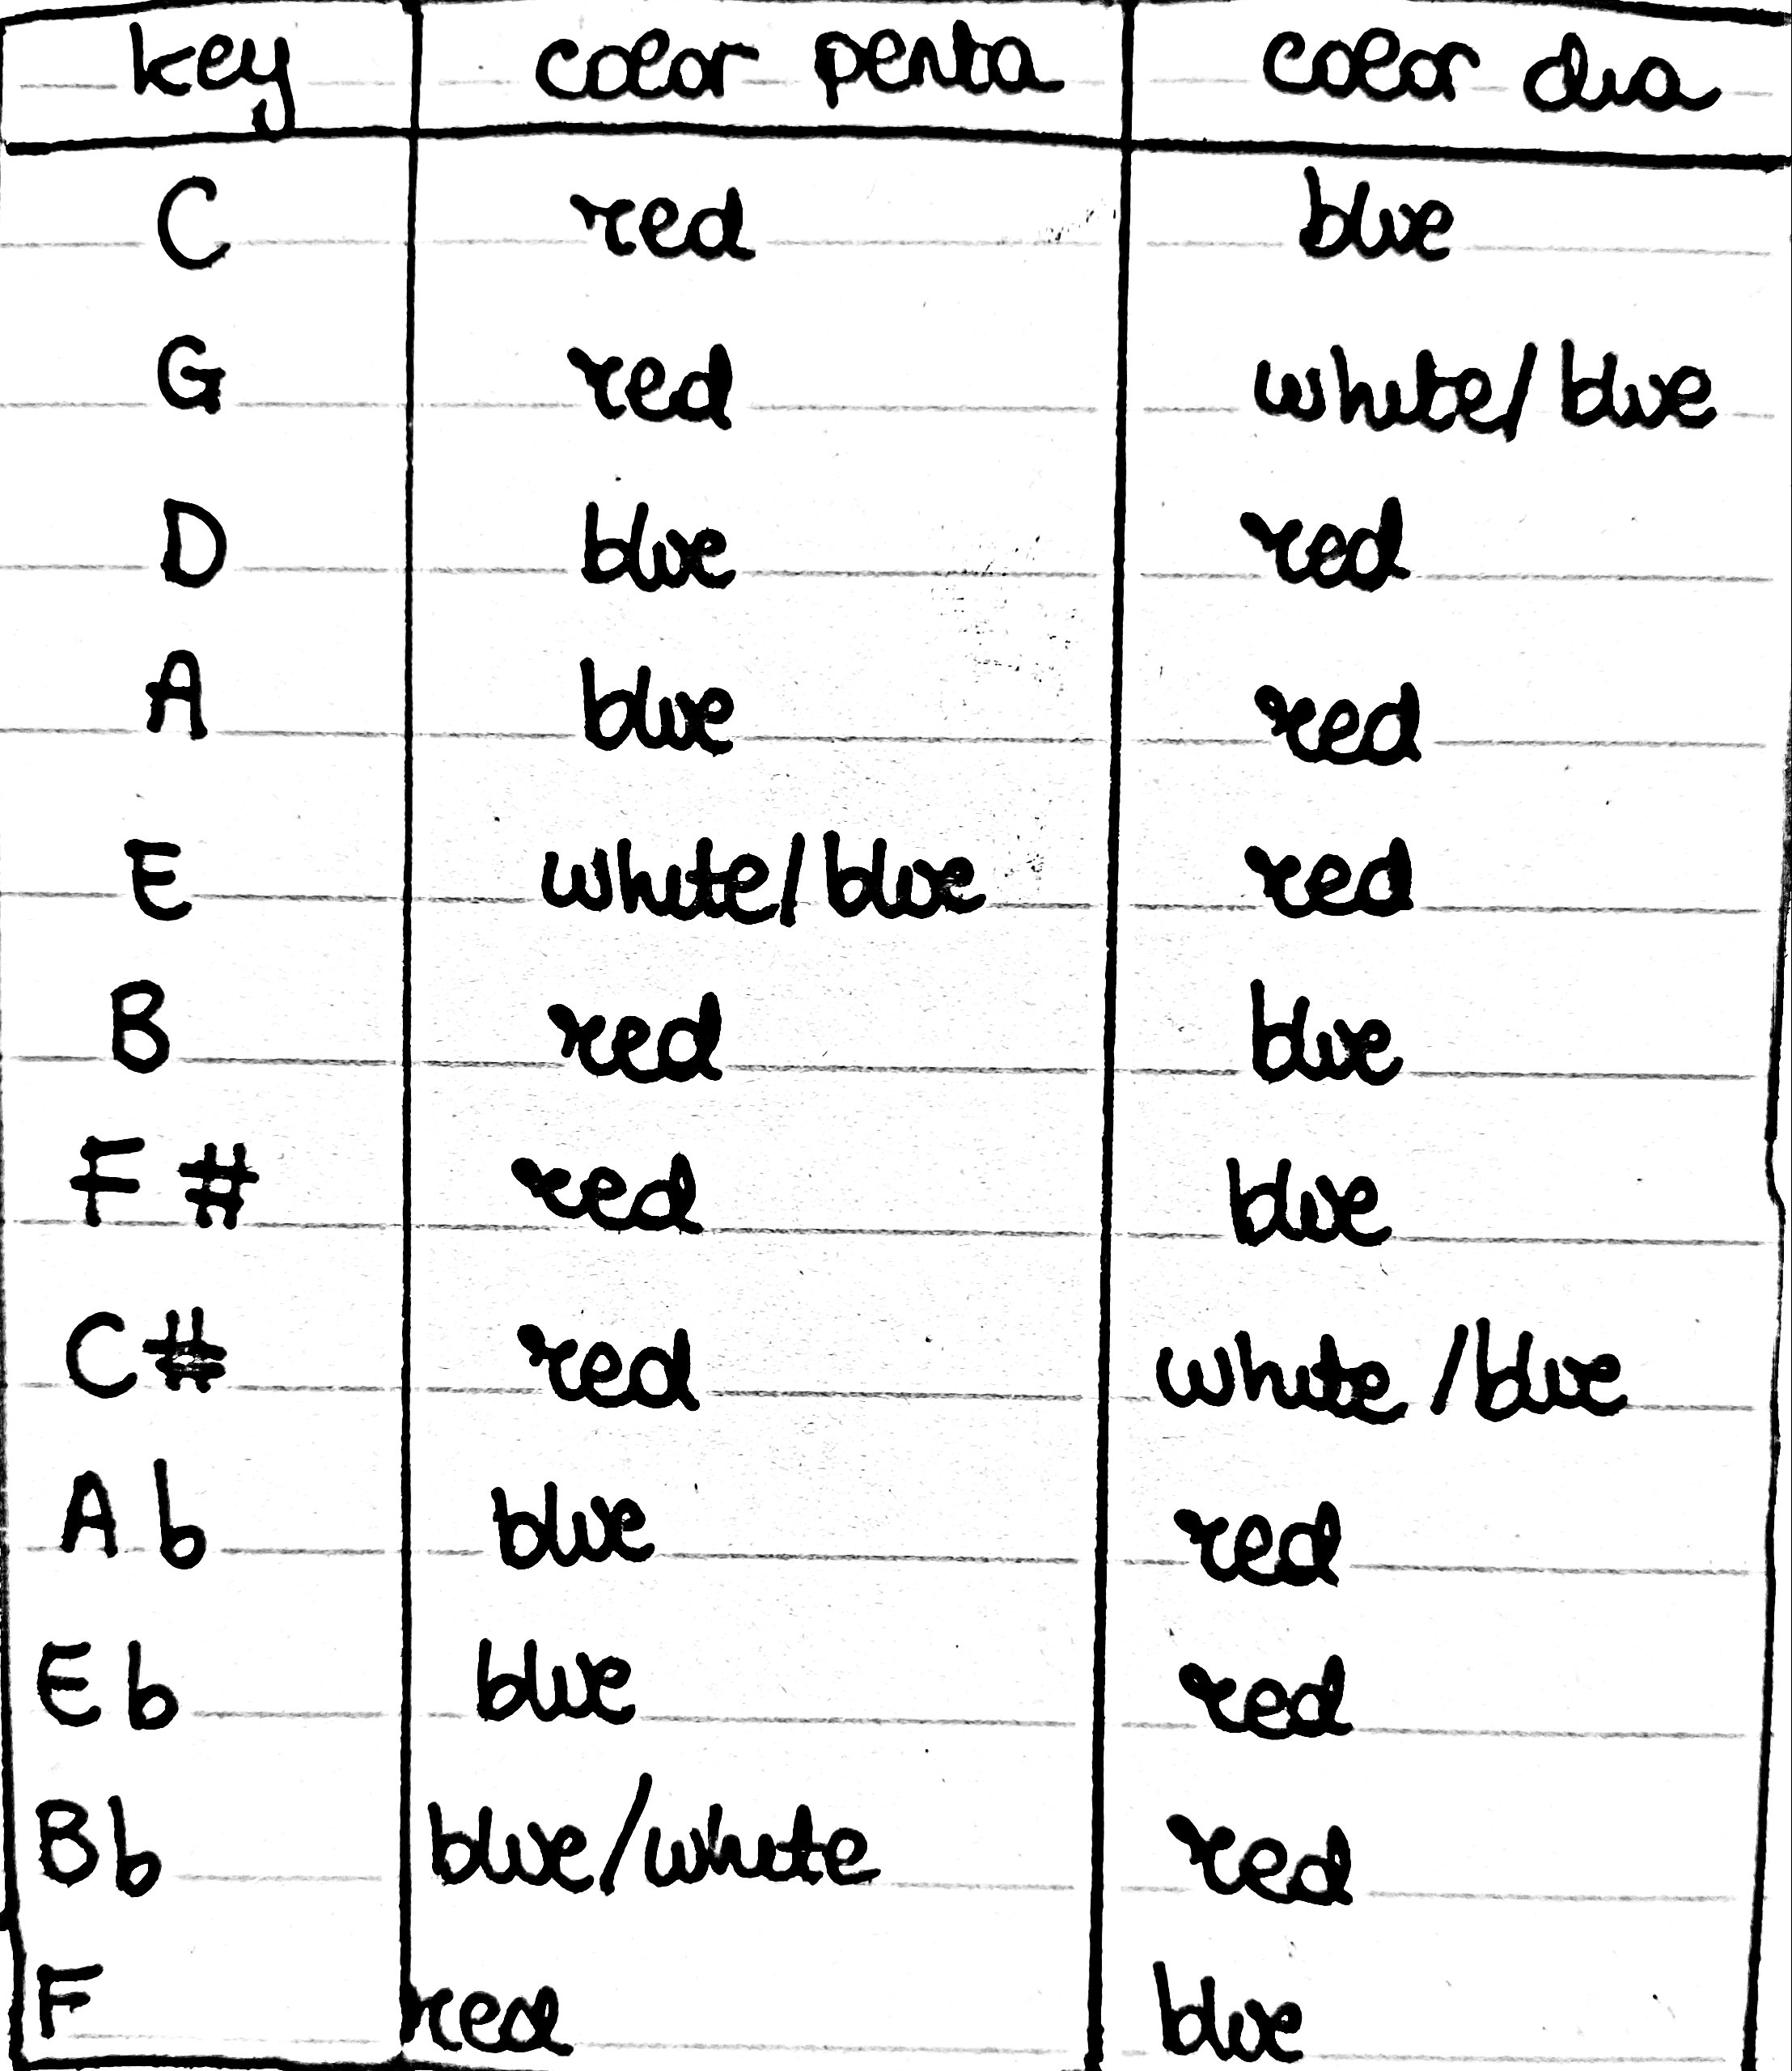 key color penta color dia
C red blue
G red white/blue
D blue red
A blue red
E white/blue red
B red blue
F# red blue
C# red white/blue
Ab blue red
Eb blue red
Bb blue/white red
F red blue